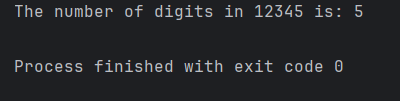 The number of digits in 12345 is: 5
Process finished with exit code 0